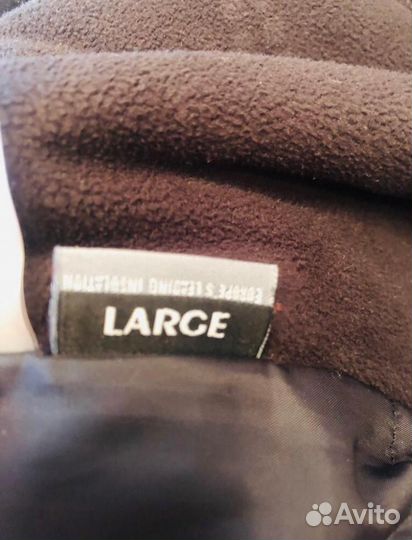 EUROPE'S LEADING INSULATION
LARGE
Avito